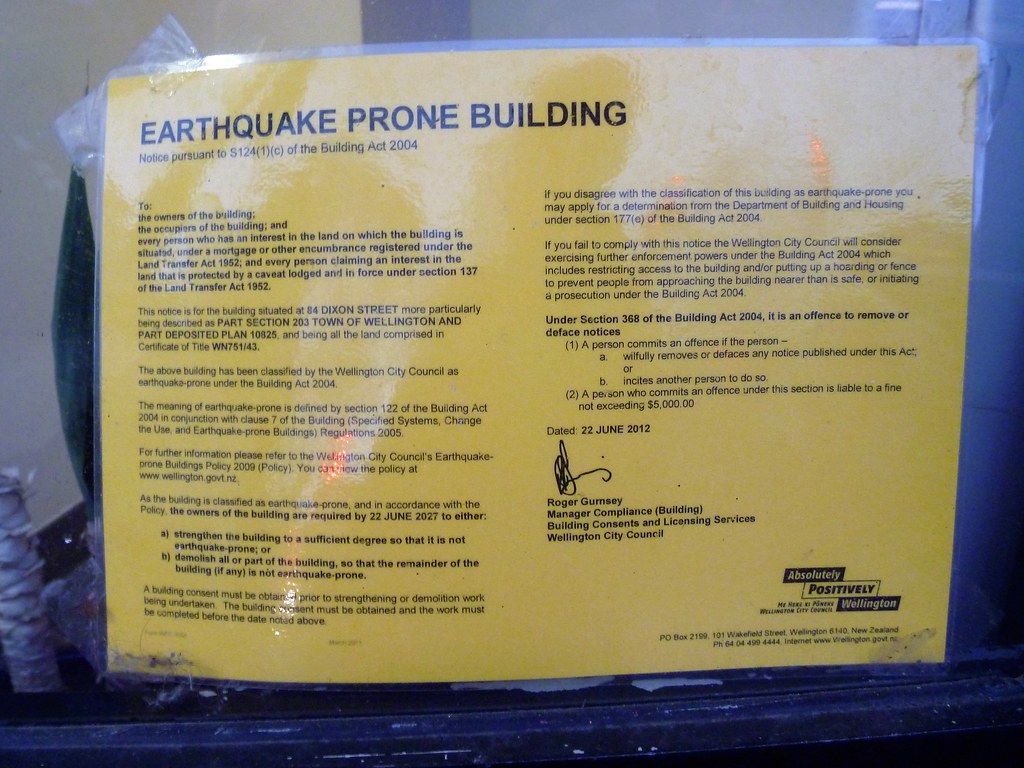 EARTHQUAKE PRONE BUILDING
Notice pursuant to S124(1)(c) of the Building Act 2004
To:
the owners of the building;
the occupiers of the building; and
every person who has an interest in the land on which the building is
situated, under a mortgage or other encumbrance registered under the
Land Transfer Act 1952; and every person claiming an interest in the
land that is protected by a caveat lodged and in force under section 137
of the Land Transfer Act 1952.
This notice is for the building situated at 84 DIXON STREET more particularly
being described as PART SECTION 203 TOWN OF WELLINGTON AND
PART DEPOSITED PLAN 10825, and being all the land comprised in
Certificate of Title WN751/43.
The above building has been classified by the Wellington City Council as
earthquake-prone under the Building Act 2004.
The meaning of earthquake-prone is defined by section 122 of the Building Act
2004 in conjunction with clause 7 of the Building (Specified Systems, Change
the Use, and Earthquake-prone Buildings) Regulations 2005.
For further information please refer to the Wellington City Council's Earthquake-
prone Buildings Policy 2009 (Policy). You can view the policy at
www.wellington.govt.nz.
As the building is classified as earthquake-prone, and in accordance with the
Policy, the owners of the building are required by 22 JUNE 2027 to either:
a) strengthen the building to a sufficient degree so that it is not
earthquake-prone; or
b) demolish all or part of the building, so that the remainder of the
building (if any) is not earthquake-prone.
A building consent must be obtained prior to strengthening or demolition work
being undertaken. The building consent must be obtained and the work must
be completed before the date noted above.
If you disagree with the classification of this building as earthquake-prone you
may apply for a determination from the Department of Building and Housing
under section 177(e) of the Building Act 2004.
If you fail to comply with this notice the Wellington City Council will consider
exercising further enforcement powers under the Building Act 2004 which
includes restricting access to the building and/or putting up a hoarding or fence
to prevent people from approaching the building nearer than is safe, or initiating
a prosecution under the Building Act 2004.
Under Section 368 of the Building Act 2004, it is an offence to remove or
deface notices
(1) A person commits an offence if the person –
a. wilfully removes or defaces any notice published under this Act;
or
b. incites another person to do so.
(2) A person who commits an offence under this section is liable to a fine
not exceeding $5,000.00
Dated: 22 JUNE 2012
Roger Gurnsey
Manager Compliance (Building)
Building Consents and Licensing Services
Wellington City Council
Absolutely
POSITIVELY
ME HEKE KI PŌNEKE
WELLINGTON CITY COUNCIL Wellington
PO Box 2199, 101 Wakefield Street, Wellington 6140, New Zealand
Ph 64 04 499 4444, Internet www.Wellington.govt.nz